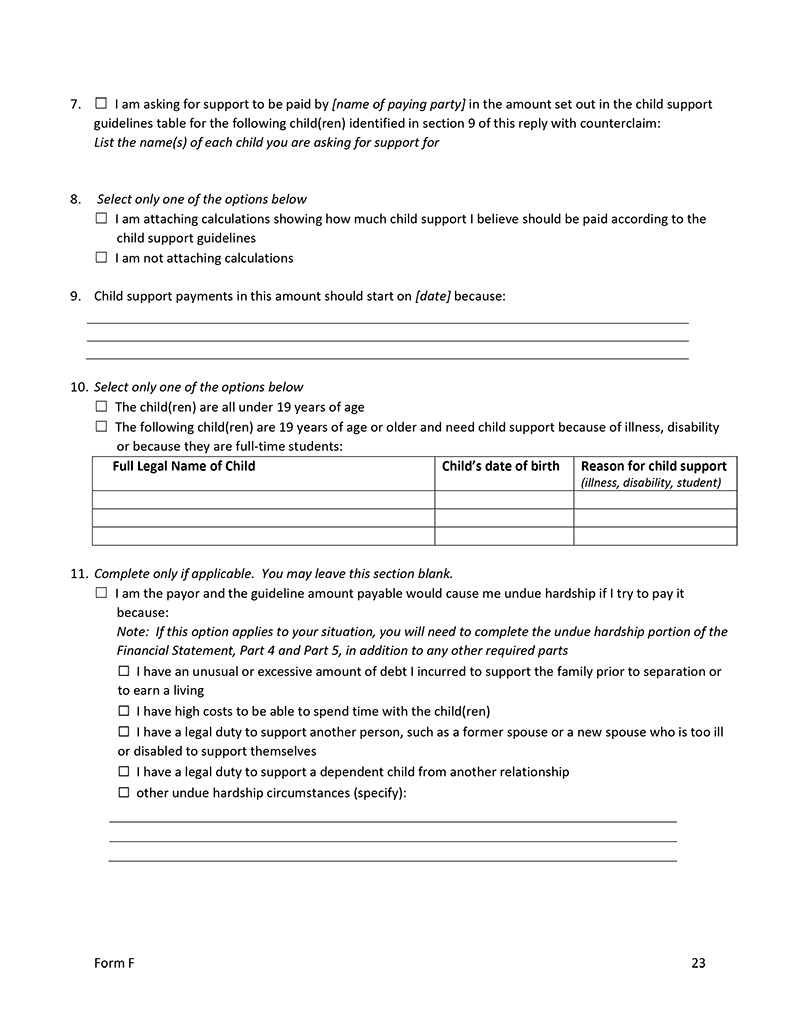 7. ☐ I am asking for support to be paid by [name of paying party] in the amount set out in the child support
guidelines table for the following child(ren) identified in section 9 of this reply with counterclaim:
List the name(s) of each child you are asking for support for
8. Select only one of the options below
☐ I am attaching calculations showing how much child support I believe should be paid according to the
child support guidelines
☐ I am not attaching calculations
9. Child support payments in this amount should start on [date] because:
10. Select only one of the options below
☐ The child(ren) are all under 19 years of age
☐ The following child(ren) are 19 years of age or older and need child support because of illness, disability
or because they are full-time students:
Full Legal Name of Child Child's date of birth Reason for child support
(illness, disability, student)
11. Complete only if applicable. You may leave this section blank.
☐ I am the payor and the guideline amount payable would cause me undue hardship if I try to pay it
because:
Note: If this option applies to your situation, you will need to complete the undue hardship portion of the
Financial Statement, Part 4 and Part 5, in addition to any other required parts
☐ I have an unusual or excessive amount of debt I incurred to support the family prior to separation or
to earn a living
☐ I have high costs to be able to spend time with the child(ren)
☐ I have a legal duty to support another person, such as a former spouse or a new spouse who is too ill
or disabled to support themselves
☐ I have a legal duty to support a dependent child from another relationship
☐ other undue hardship circumstances (specify):
Form F 23